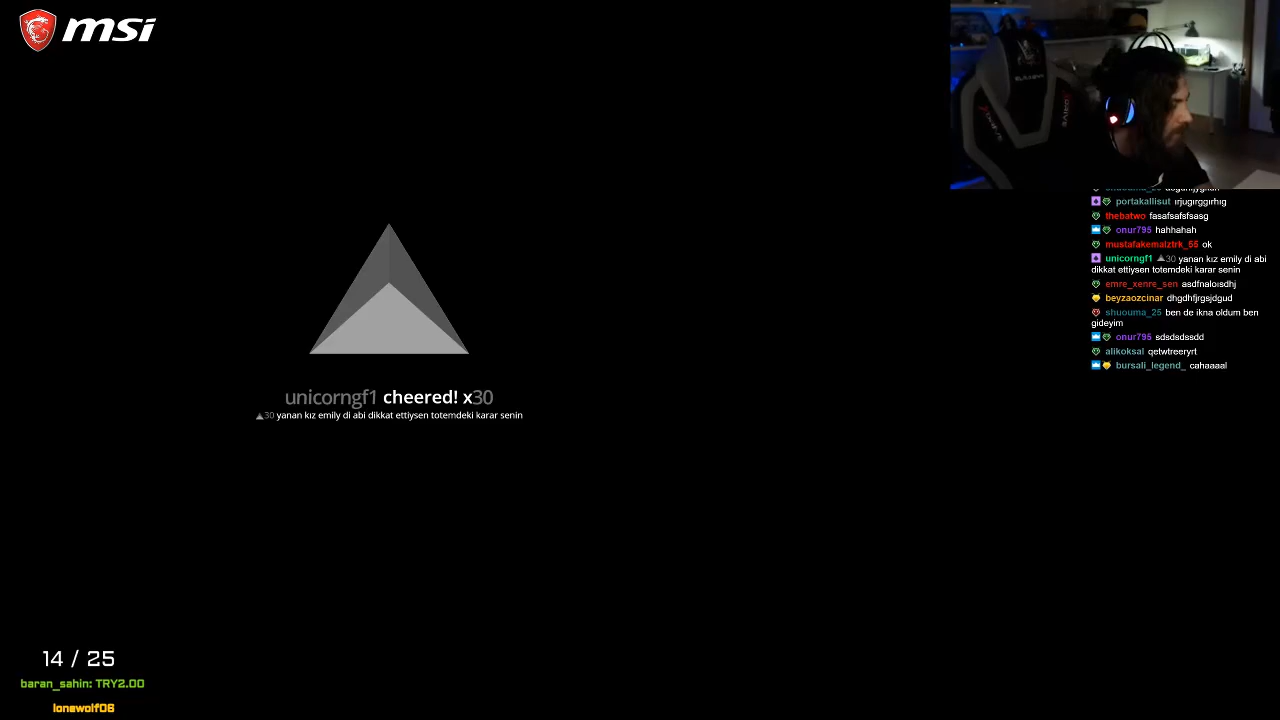 msi
portakallisut ırjugırggırhıg
thebatwo fasafsafsfsasg
onur795 hahhahah
mustafakemalztrk_55 ok
unicorngf1 30 yanan kız emily di abi
dikkat ettiysen totemdeki karar senin
emre_xenre_sen asdfnaloısdhj
beyzaozcinar dhgdhfjrgsjdgud
shuouma_25 ben de ikna oldum ben
gideyim
onur795 sdsdsdssdd
alikoksal qetwtreeryrt
bursali_legend_ cahaaaal
unicorngf1 cheered! x30
30 yanan kız emily di abi dikkat ettiysen totemdeki karar senin
14 / 25
baran_sahin: TRY2.00
lonewolf06